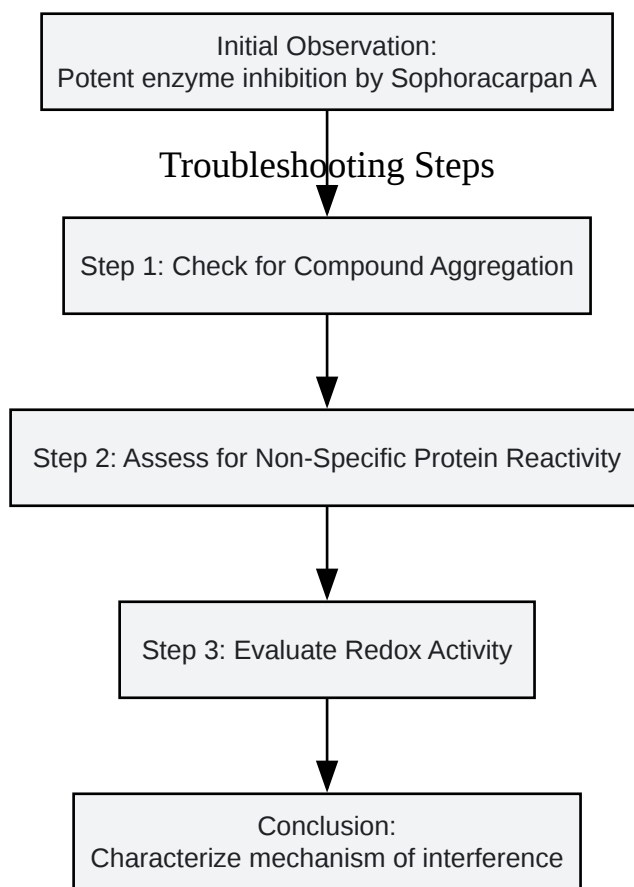 Initial Observation:
Potent enzyme inhibition by Sophoracarpan A
Troubleshooting Steps
Step 1: Check for Compound Aggregation
Step 2: Assess for Non-Specific Protein Reactivity
Step 3: Evaluate Redox Activity
Conclusion:
Characterize mechanism of interference